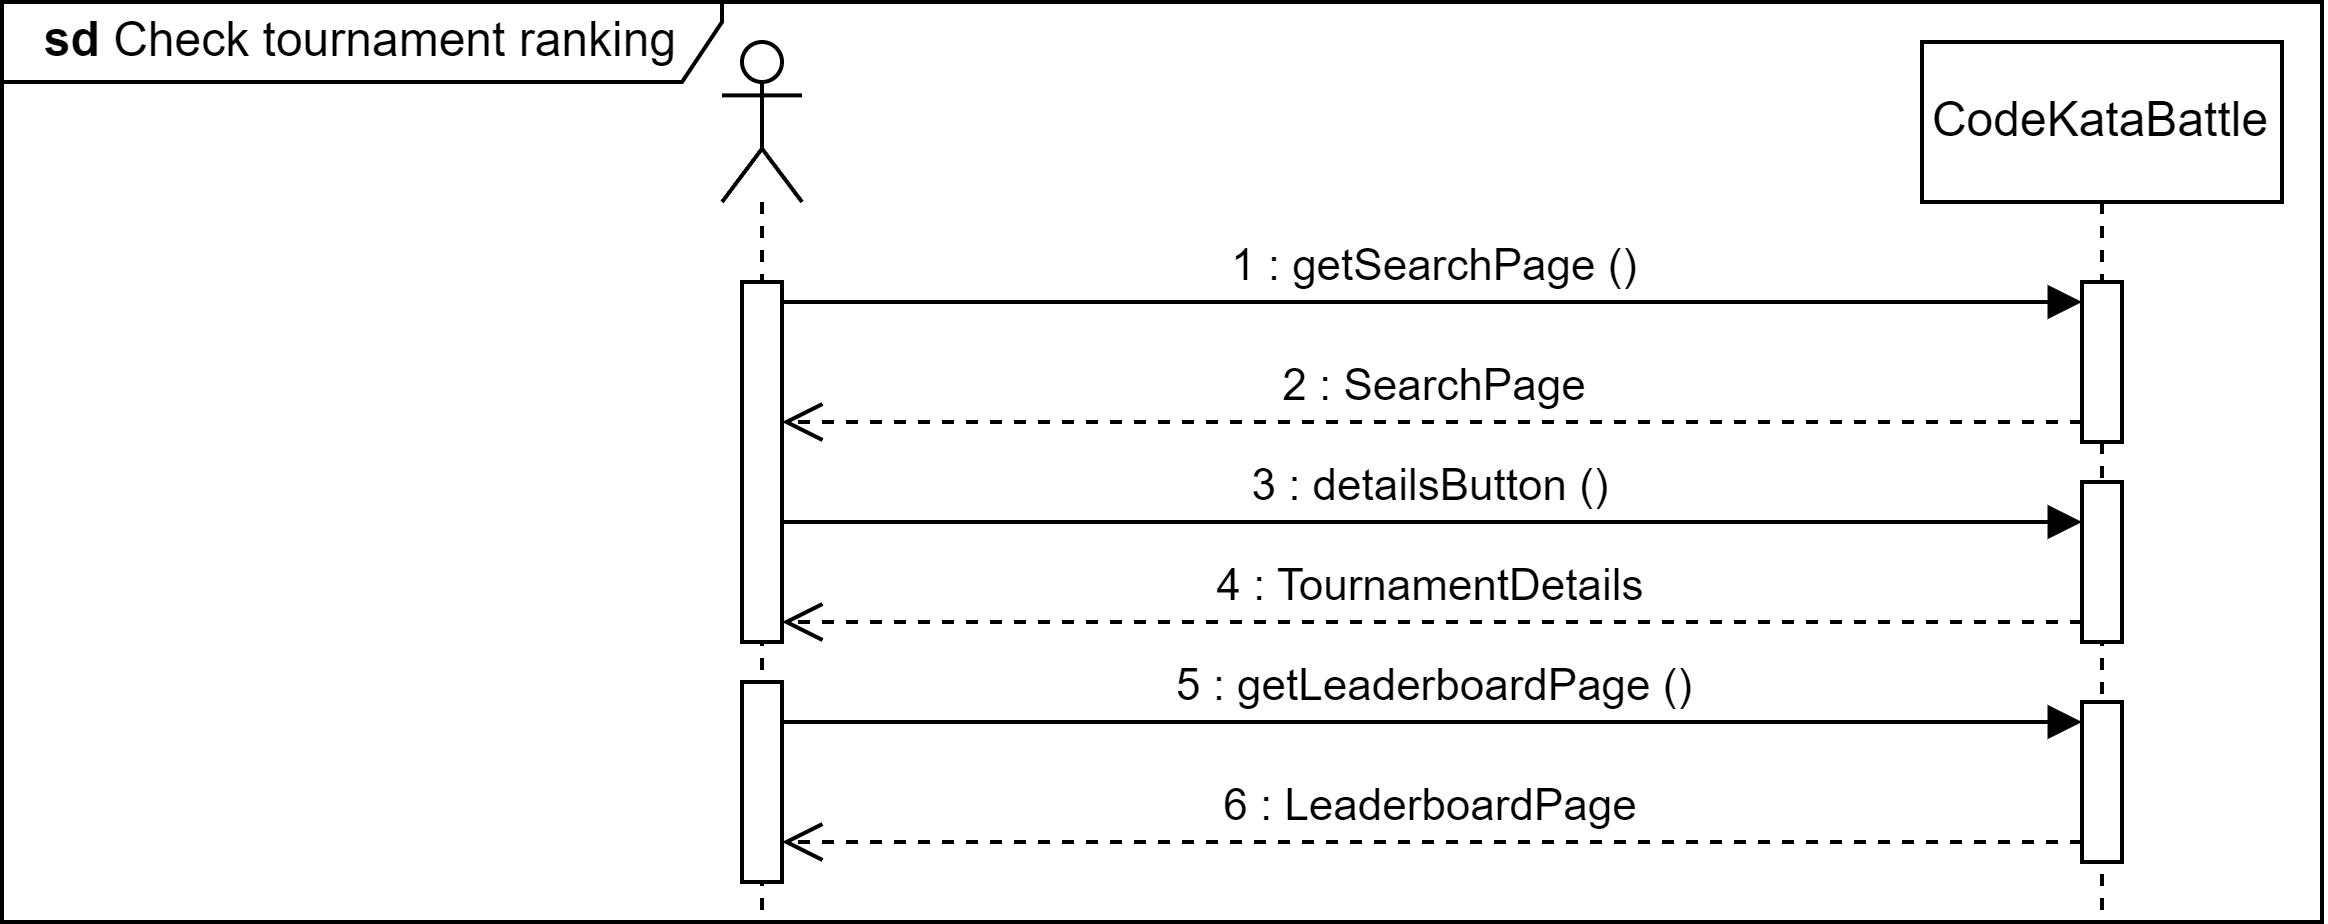 sd Check tournament ranking
CodeKataBattle
1 : getSearchPage ()
2 : SearchPage
3 : detailsButton ()
4 : TournamentDetails
5 : getLeaderboardPage ()
6 : LeaderboardPage